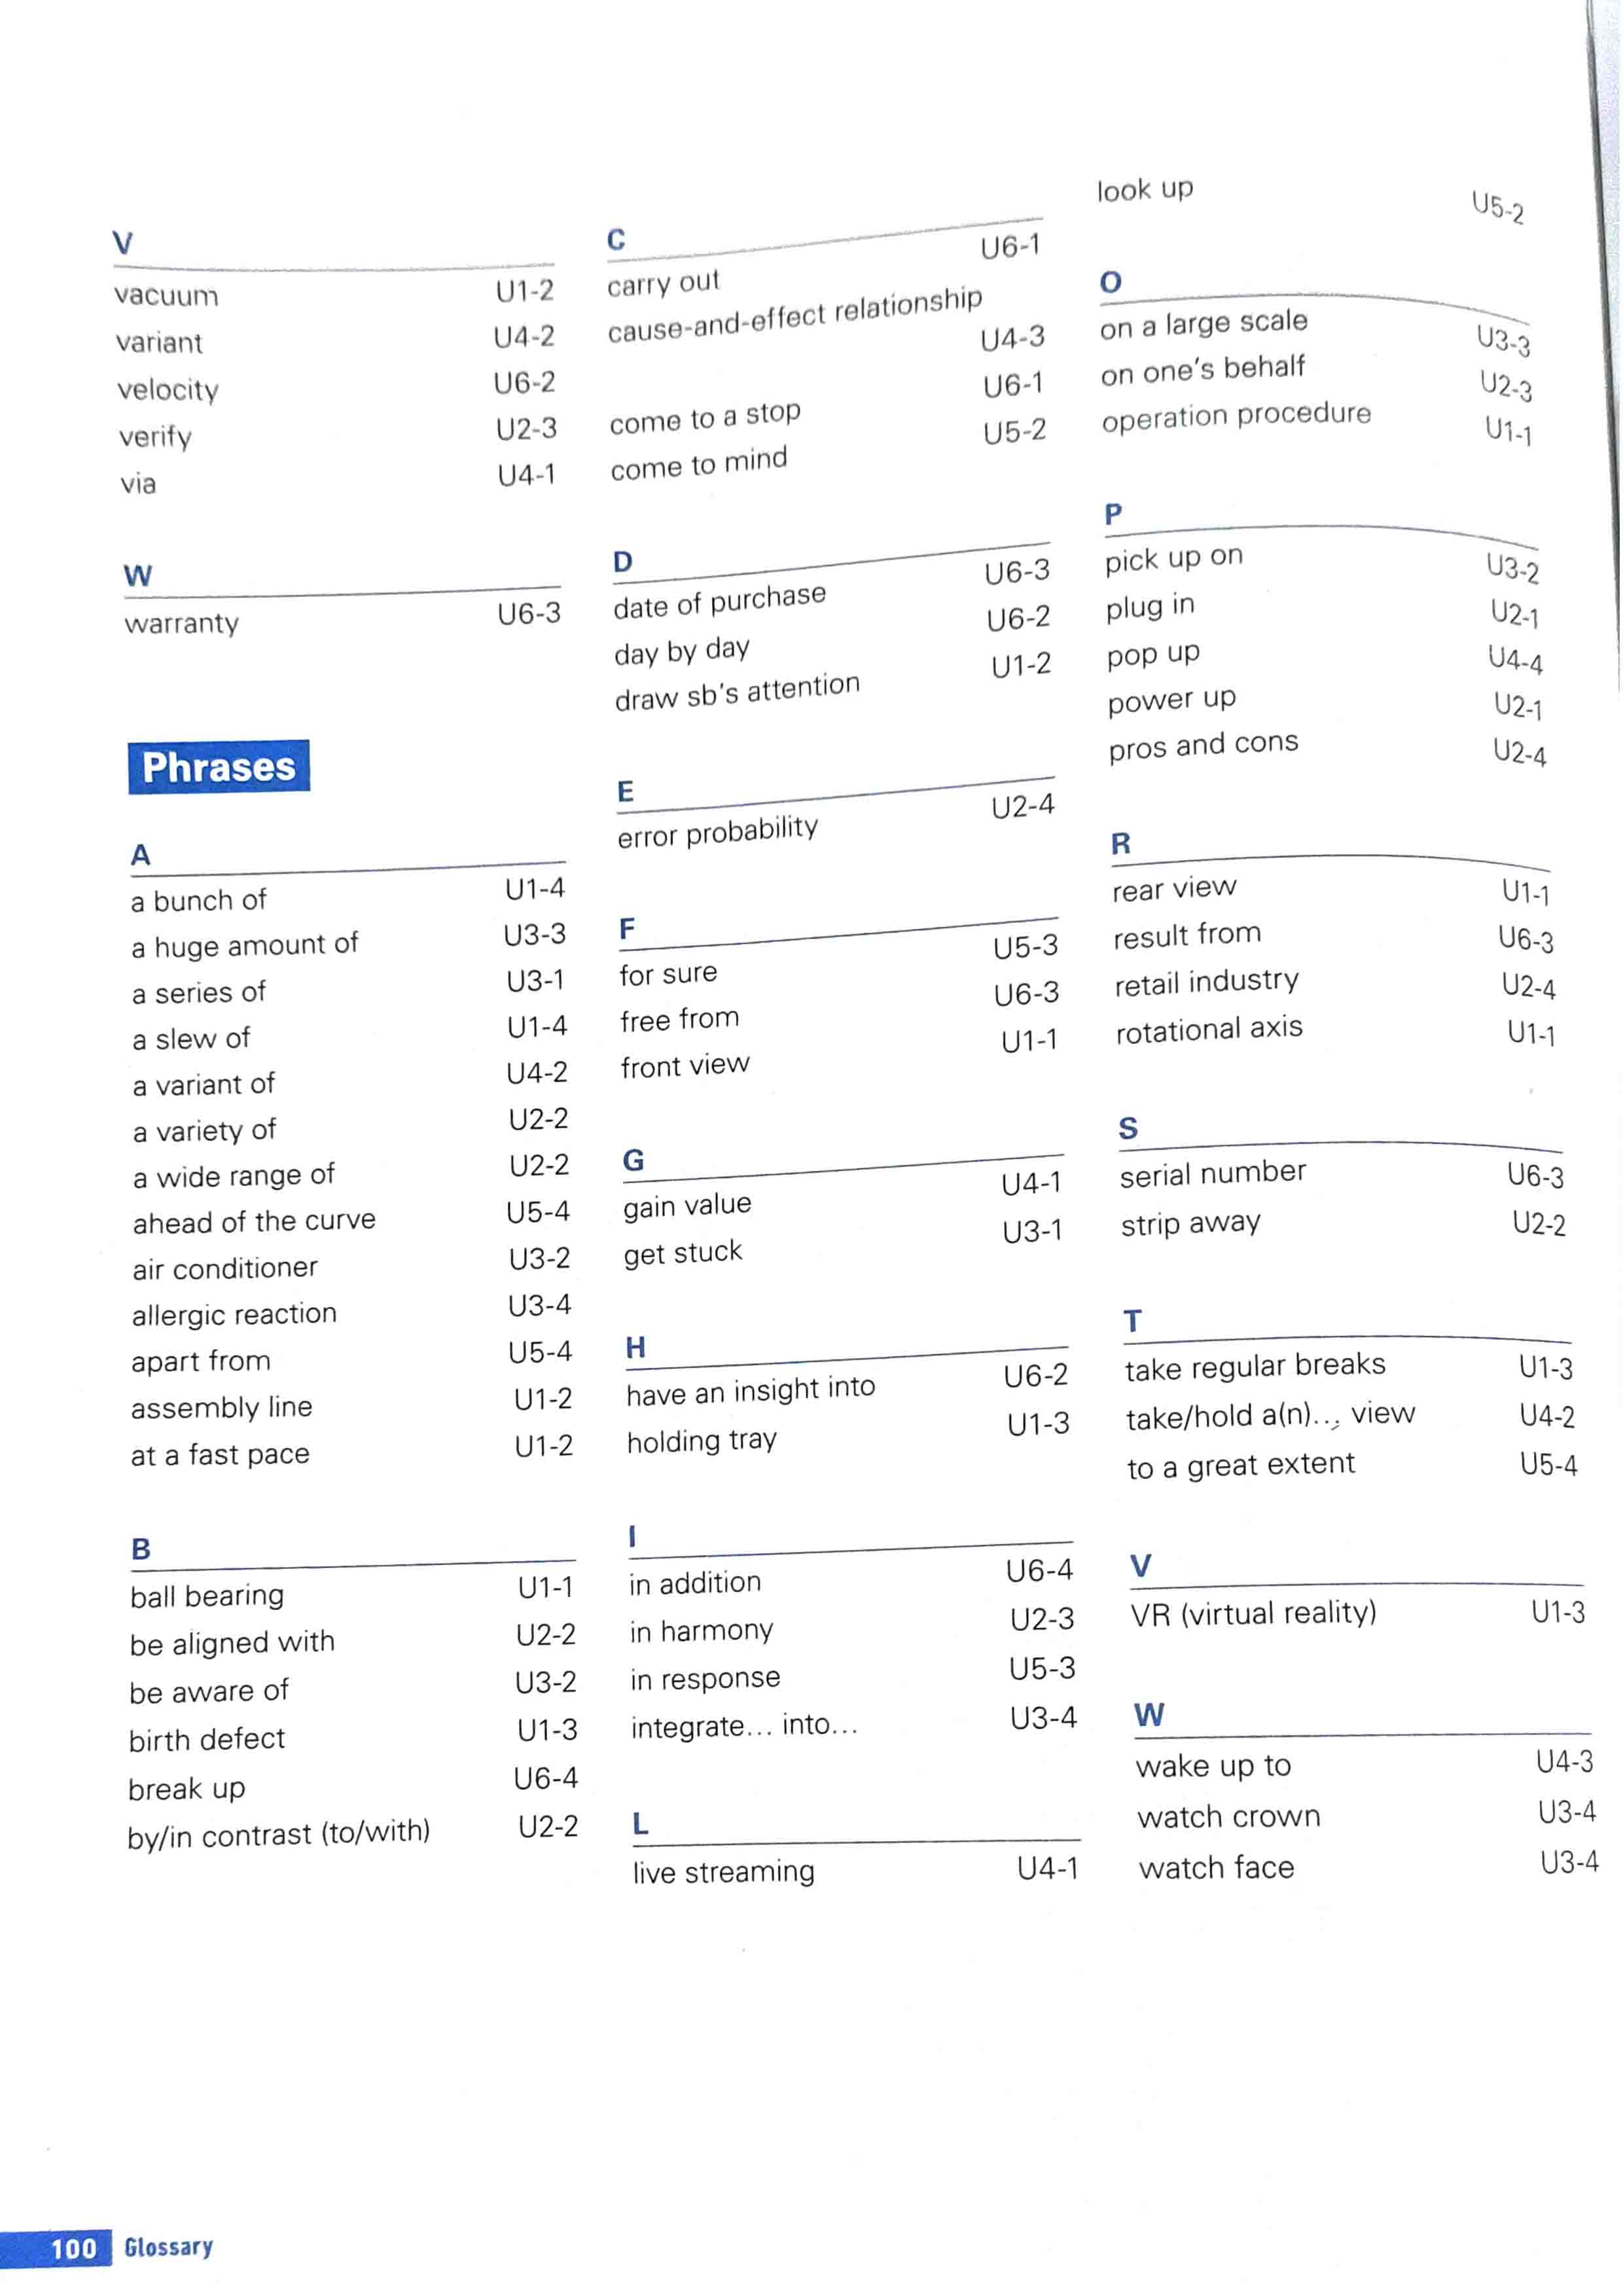 V
vacuum U1-2
variant U4-2
velocity U6-2
verify U2-3
via U4-1
W
warranty U6-3
Phrases
A
a bunch of U1-4
a huge amount of U3-3
a series of U3-1
a slew of U1-4
a variant of U4-2
a variety of U2-2
a wide range of U2-2
ahead of the curve U5-4
air conditioner U3-2
allergic reaction U3-4
apart from U5-4
assembly line U1-2
at a fast pace U1-2
B
ball bearing U1-1
be aligned with U2-2
be aware of U3-2
birth defect U1-3
break up U6-4
by/in contrast (to/with) U2-2
C
carry out U6-1
cause-and-effect relationship
U4-3
come to a stop U6-1
come to mind U5-2
D
date of purchase U6-3
day by day U6-2
draw sb's attention U1-2
E
error probability U2-4
F
for sure U5-3
free from U6-3
front view U1-1
G
gain value U4-1
get stuck U3-1
H
have an insight into U6-2
holding tray U1-3
I
in addition U6-4
in harmony U2-3
in response U5-3
integrate... into... U3-4
L
live streaming U4-1
look up U5-2
O
on a large scale U3-3
on one's behalf U2-3
operation procedure U1-1
P
pick up on U3-2
plug in U2-1
pop up U4-4
power up U2-1
pros and cons U2-4
R
rear view U1-1
result from U6-3
retail industry U2-4
rotational axis U1-1
S
serial number U6-3
strip away U2-2
T
take regular breaks U1-3
take/hold a(n)... view U4-2
to a great extent U5-4
V
VR (virtual reality) U1-3
W
wake up to U4-3
watch crown U3-4
watch face U3-4
100 Glossary